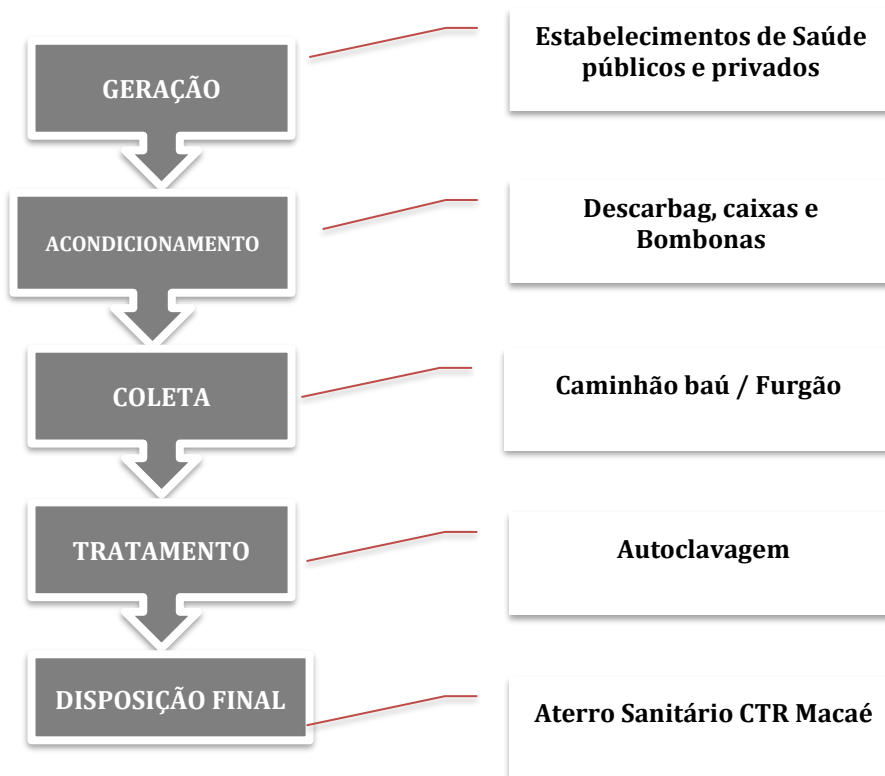 GERAÇÃO
Estabelecimentos de Saúde
públicos e privados
ACONDICIONAMENTO
Descarbag, caixas e
Bombonas
COLETA
Caminhão baú / Furgão
TRATAMENTO
Autoclavagem
DISPOSIÇÃO FINAL
Aterro Sanitário CTR Macaé